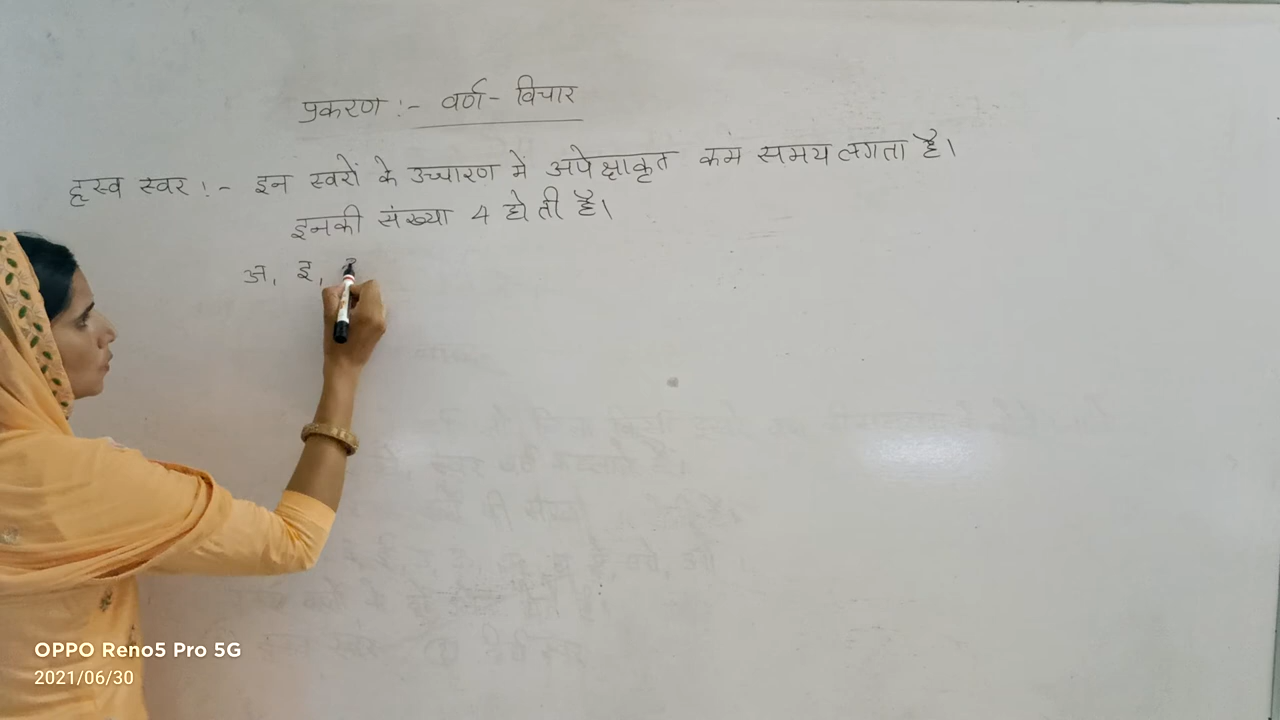 प्रकरण :- वर्ण- विचार
हृस्व स्वर :- इन स्वरों के उच्चारण में अपेक्षाकृत कम समय लगता है।
इनकी संख्या 4 होती है।
अ, इ,
OPPO Reno5 Pro 5G
2021/06/30